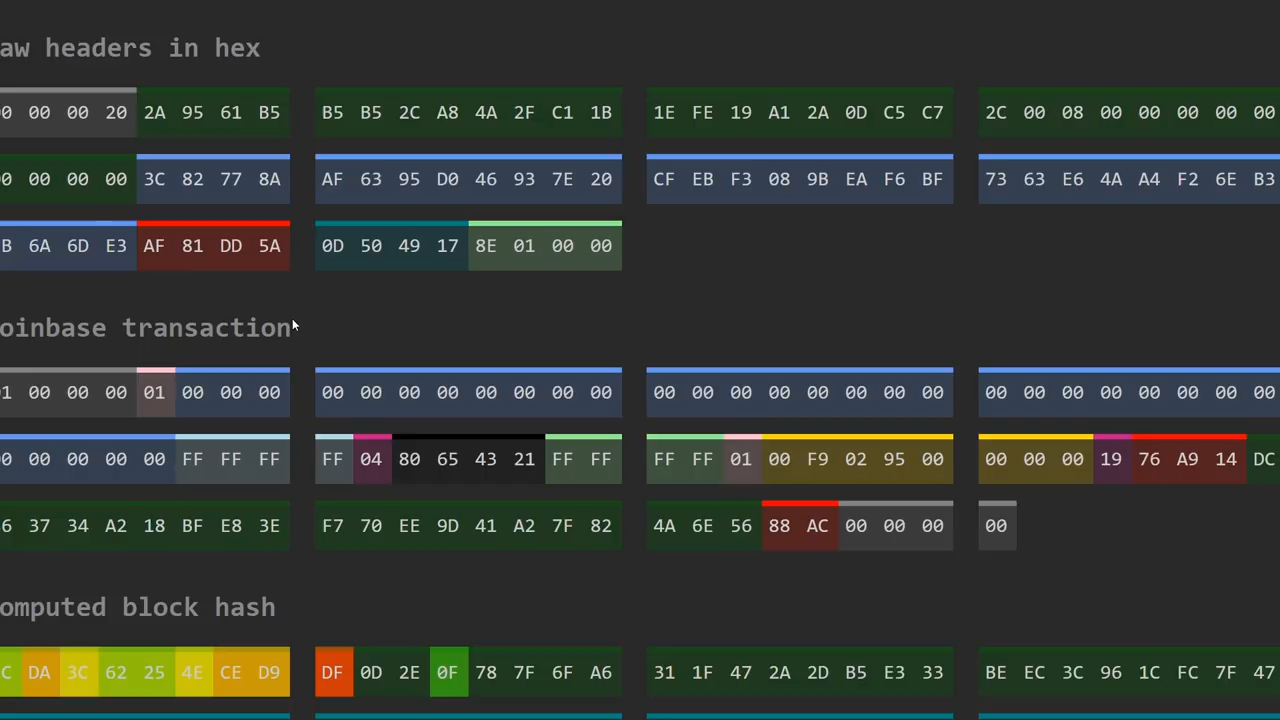 aw headers in hex
0 00 00 20 2A 95 61 B5 B5 B5 2C A8 4A 2F C1 1B 1E FE 19 A1 2A 0D C5 C7 2C 00 08 00 00 00 00 00
0 00 00 00 3C 82 77 8A AF 63 95 D0 46 93 7E 20 CF EB F3 08 9B EA F6 BF 73 63 E6 4A A4 F2 6E B3
B 6A 6D E3 AF 81 DD 5A 0D 50 49 17 8E 01 00 00
oinbase transaction
01 00 00 00 01 00 00 00 00 00 00 00 00 00 00 00 00 00 00 00 00 00 00 00 00 00 00 00 00 00 00 00
0 00 00 00 00 FF FF FF FF 04 80 65 43 21 FF FF FF FF 01 00 F9 02 95 00 00 00 00 19 76 A9 14 DC
6 37 34 A2 18 BF E8 3E F7 70 EE 9D 41 A2 7F 82 4A 6E 56 88 AC 00 00 00 00
omputed block hash
C DA 3C 62 25 4E CE D9 DF 0D 2E 0F 78 7F 6F A6 31 1F 47 2A 2D B5 E3 33 BE EC 3C 96 1C FC 7F 47